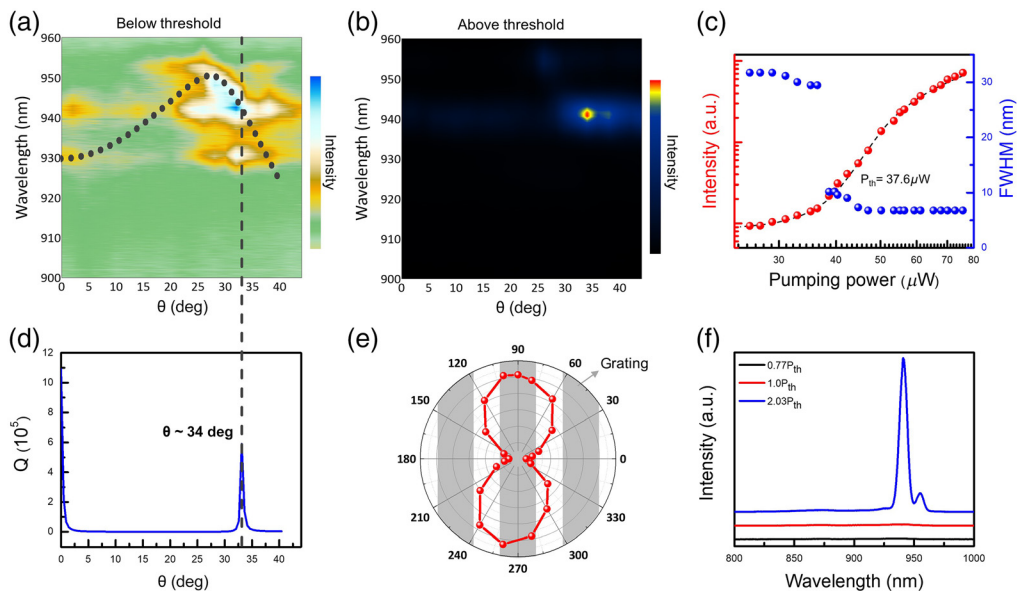 (a)
Below threshold
Wavelength (nm)
960
950
940
930
920
910
900
0 5 10 15 20 25 30 35 40
θ (deg)
Intensity
(b)
Above threshold
Wavelength (nm)
960
950
940
930
920
910
900
0 5 10 15 20 25 30 35 40
θ (deg)
Intensity
(c)
Intensity (a.u.)
FWHM (nm)
30
20
10
0
Pth= 37.6μW
30 40 50 60 70 80
Pumping power (μW)
(d)
Q (10^5)
12
10
8
6
4
2
0
θ ~ 34 deg
0 10 20 30 40
θ (deg)
(e)
Grating
90
120 60
150 30
180 0
210 330
240 300
270
(f)
Intensity (a.u.)
0.77Pth
1.0Pth
2.03Pth
800 850 900 950 1000
Wavelength (nm)